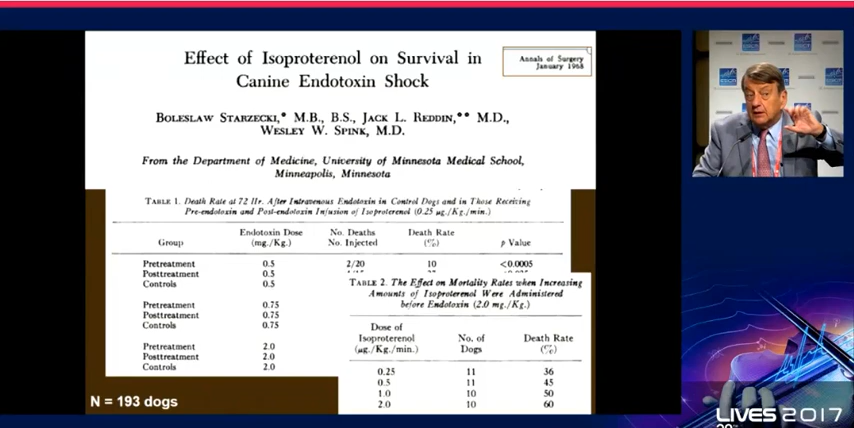 Effect of Isoproterenol on Survival in
Canine Endotoxin Shock
Annals of Surgery
January 1968
BOLESLAW STARZECKI,* M.B., B.S., JACK L. REDDIN,** M.D.,
WESLEY W. SPINK, M.D.
From the Department of Medicine, University of Minnesota Medical School,
Minneapolis, Minnesota
TABLE 1. Death Rate at 72 Hr. After Intravenous Endotoxin in Control Dogs and in Those Receiving
Pre-endotoxin and Post-endotoxin Infusion of Isoproterenol (0.25 µg./Kg./min.)
Group Endotoxin Dose (mg./Kg.) No. Deaths No. Injected Death Rate (%) p Value
Pretreatment 0.5 2/20 10 <0.0005
Posttreatment 0.5
Controls 0.5
Pretreatment 0.75
Posttreatment 0.75
Controls 0.75
Pretreatment 2.0
Posttreatment 2.0
Controls 2.0
TABLE 2. The Effect on Mortality Rates when Increasing
Amounts of Isoproterenol Were Administered
before Endotoxin (2.0 mg./Kg.)
Dose of Isoproterenol (µg./Kg./min.) No. of Dogs Death Rate (%)
0.25 11 36
0.5 11 45
1.0 10 50
2.0 10 60
N = 193 dogs
LIVES 2017